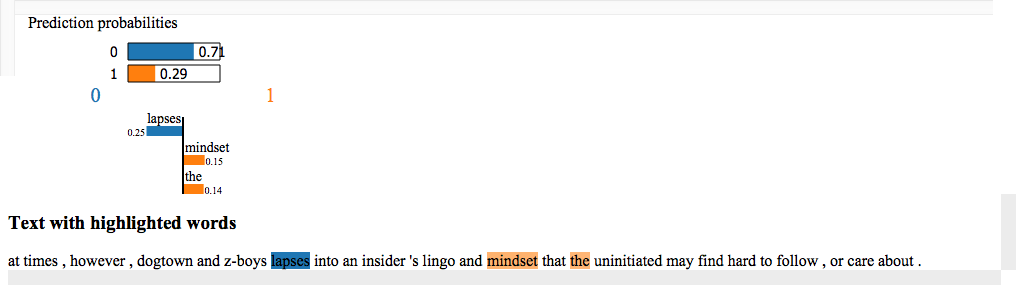 Prediction probabilities
0 0.71
1 0.29
0 1
lapses
0.25
mindset
0.15
the
0.14
Text with highlighted words
at times , however , dogtown and z-boys lapses into an insider 's lingo and mindset that the uninitiated may find hard to follow , or care about .